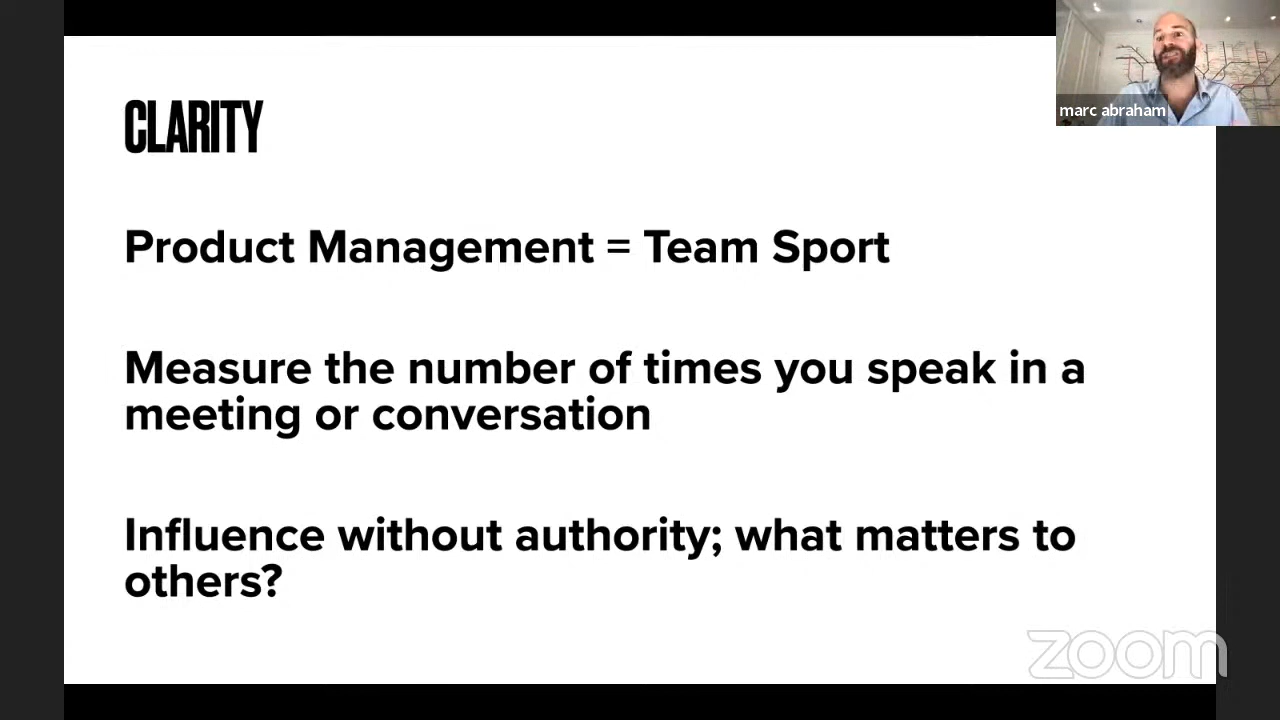 marc abraham
CLARITY
Product Management = Team Sport
Measure the number of times you speak in a
meeting or conversation
Influence without authority; what matters to
others?
zoom